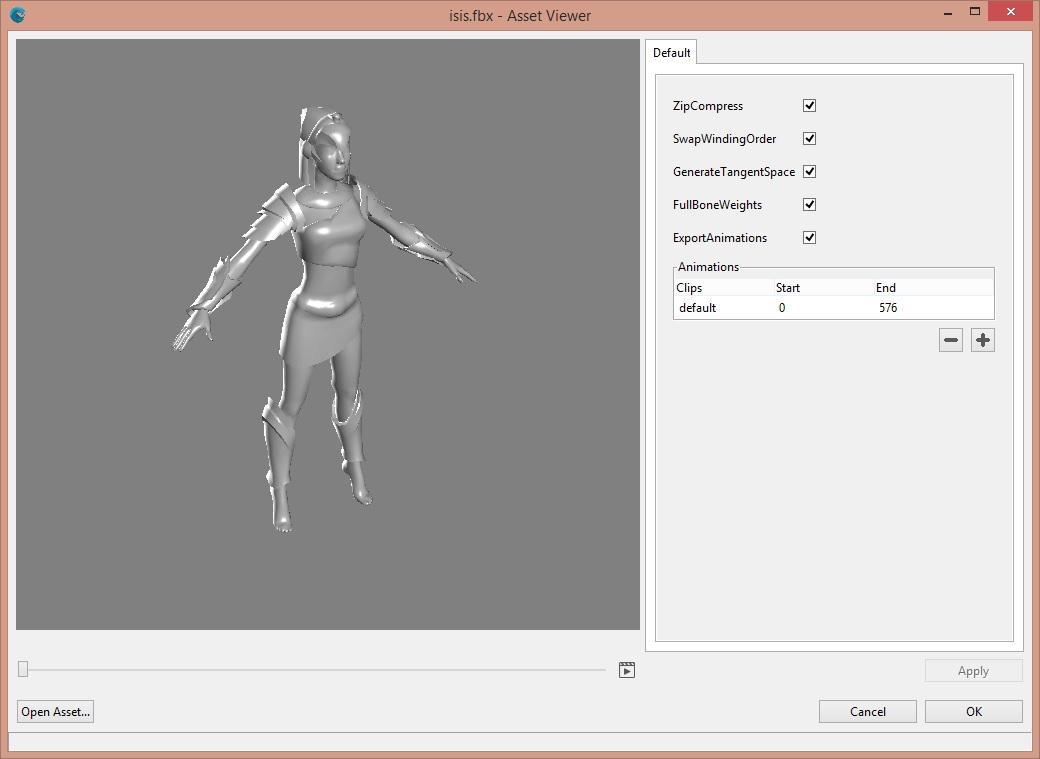 isis.fbx - Asset Viewer
Default
ZipCompress
SwapWindingOrder
GenerateTangentSpace
FullBoneWeights
ExportAnimations
Animations
Clips Start End
default 0 576
Apply
Open Asset... Cancel OK